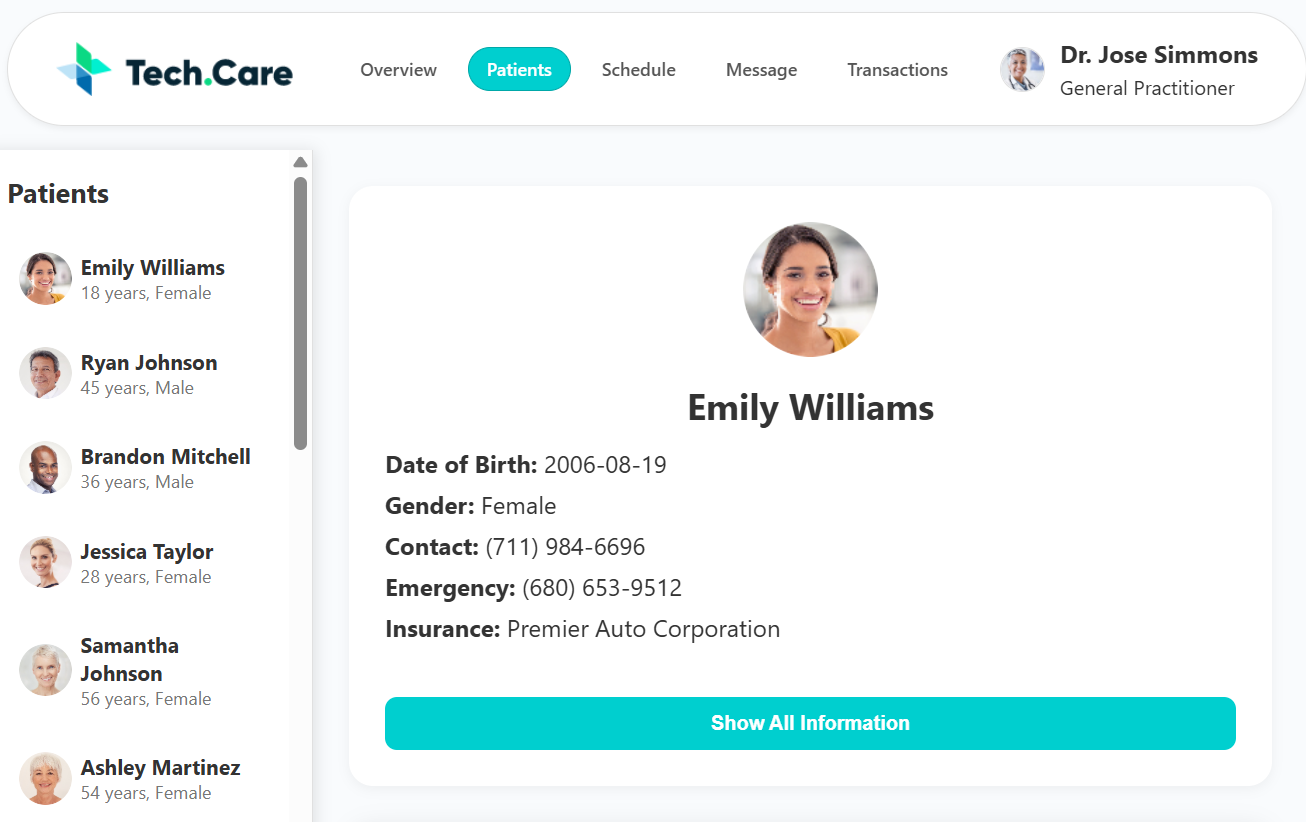 Tech.Care
Overview
Patients
Schedule
Message
Transactions
Dr. Jose Simmons
General Practitioner
Patients
Emily Williams
18 years, Female
Ryan Johnson
45 years, Male
Brandon Mitchell
36 years, Male
Jessica Taylor
28 years, Female
Samantha
Johnson
56 years, Female
Ashley Martinez
54 years, Female
Emily Williams
Date of Birth: 2006-08-19
Gender: Female
Contact: (711) 984-6696
Emergency: (680) 653-9512
Insurance: Premier Auto Corporation
Show All Information